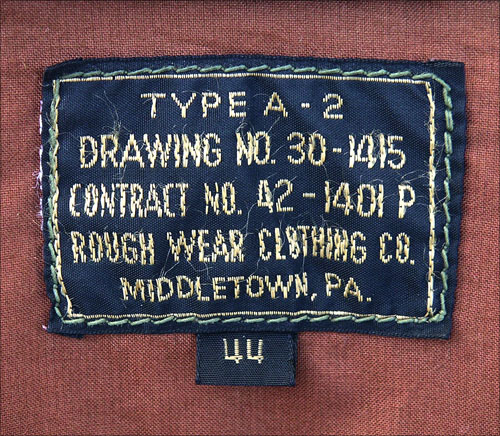 TYPE A-2
DRAWING NO. 30-1415
CONTRACT NO. 42-1401 P
ROUGH WEAR CLOTHING CO.
MIDDLETOWN, PA.
44